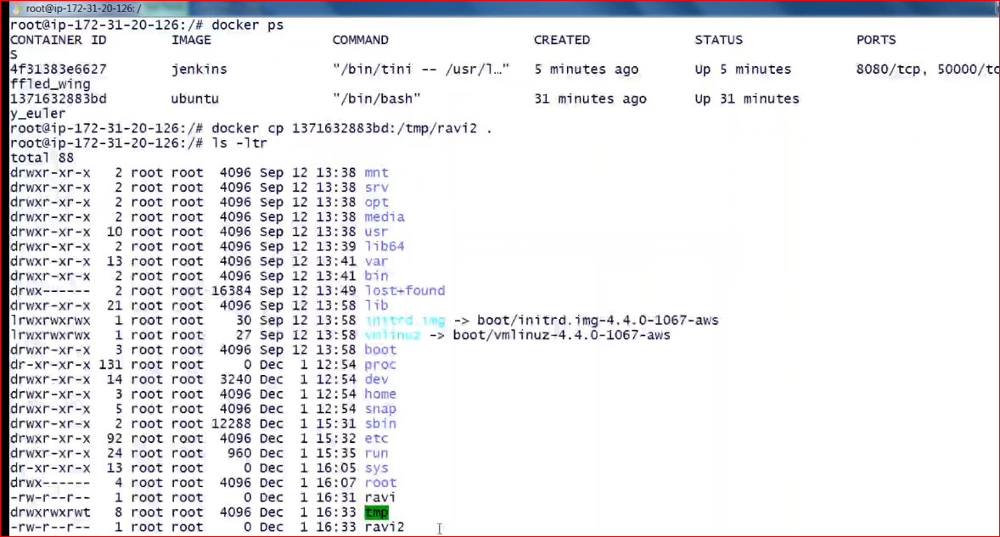 root@ip-172-31-20-126: /
root@ip-172-31-20-126:/# docker ps
CONTAINER ID        IMAGE               COMMAND                  CREATED             STATUS              PORTS
S
4f31383e6627        jenkins             "/bin/tini -- /usr/l…"   5 minutes ago       Up 5 minutes        8080/tcp, 50000/tc
ffled_wing
1371632883bd        ubuntu              "/bin/bash"              31 minutes ago      Up 31 minutes
y_euler
root@ip-172-31-20-126:/# docker cp 1371632883bd:/tmp/ravi2 .
root@ip-172-31-20-126:/# ls -ltr
total 88
drwxr-xr-x   2 root root  4096 Sep 12 13:38 mnt
drwxr-xr-x   2 root root  4096 Sep 12 13:38 srv
drwxr-xr-x   2 root root  4096 Sep 12 13:38 opt
drwxr-xr-x   2 root root  4096 Sep 12 13:38 media
drwxr-xr-x  10 root root  4096 Sep 12 13:38 usr
drwxr-xr-x   2 root root  4096 Sep 12 13:39 lib64
drwxr-xr-x  13 root root  4096 Sep 12 13:41 var
drwxr-xr-x   2 root root  4096 Sep 12 13:41 bin
drwx------   2 root root 16384 Sep 12 13:49 lost+found
drwxr-xr-x  21 root root  4096 Sep 12 13:58 lib
lrwxrwxrwx   1 root root    30 Sep 12 13:58 initrd.img -> boot/initrd.img-4.4.0-1067-aws
lrwxrwxrwx   1 root root    27 Sep 12 13:58 vmlinuz -> boot/vmlinuz-4.4.0-1067-aws
drwxr-xr-x   3 root root  4096 Sep 12 13:58 boot
dr-xr-xr-x 131 root root     0 Dec  1 12:54 proc
drwxr-xr-x  14 root root  3240 Dec  1 12:54 dev
drwxr-xr-x   3 root root  4096 Dec  1 12:54 home
drwxr-xr-x   5 root root  4096 Dec  1 12:54 snap
drwxr-xr-x   2 root root 12288 Dec  1 15:31 sbin
drwxr-xr-x  92 root root  4096 Dec  1 15:32 etc
drwxr-xr-x  24 root root   960 Dec  1 15:35 run
dr-xr-xr-x  13 root root     0 Dec  1 16:05 sys
drwx------   4 root root  4096 Dec  1 16:07 root
-rw-r--r--   1 root root     0 Dec  1 16:31 ravi
drwxrwxrwt   8 root root  4096 Dec  1 16:33 tmp
-rw-r--r--   1 root root     0 Dec  1 16:33 ravi2